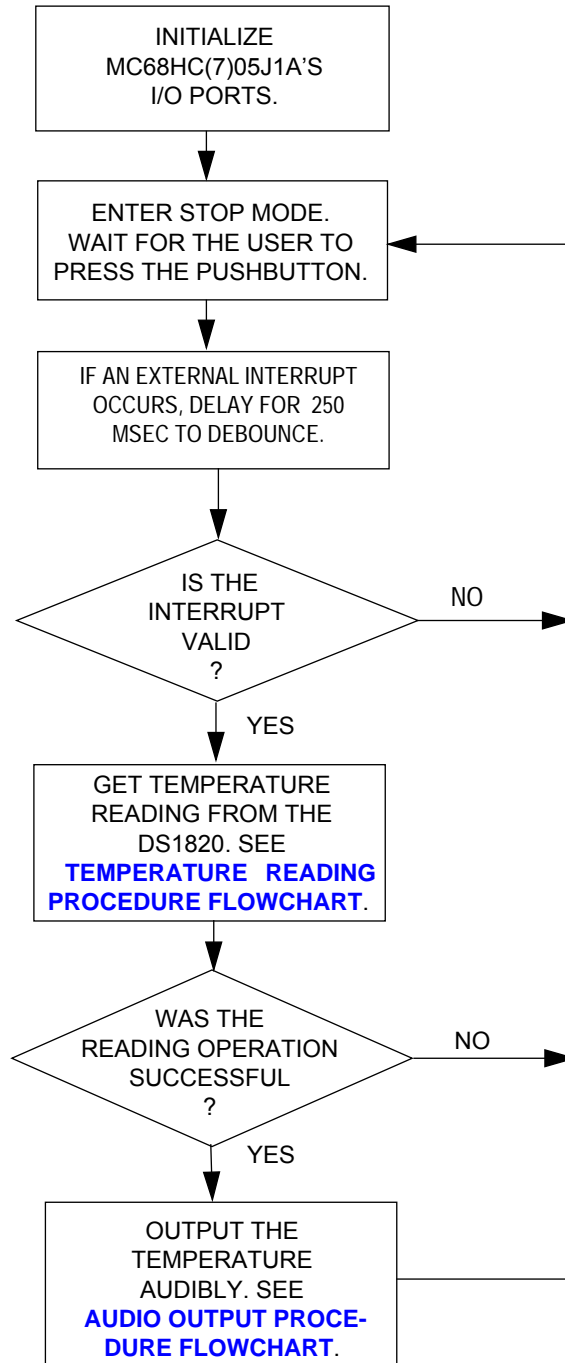 INITIALIZE
MC68HC(7)05J1A'S
I/O PORTS.
ENTER STOP MODE.
WAIT FOR THE USER TO
PRESS THE PUSHBUTTON.
IF AN EXTERNAL INTERRUPT
OCCURS, DELAY FOR 250
MSEC TO DEBOUNCE.
IS THE
INTERRUPT
VALID
?
NO
YES
GET TEMPERATURE
READING FROM THE
DS1820. SEE
TEMPERATURE READING
PROCEDURE FLOWCHART.
WAS THE
READING OPERATION
SUCCESSFUL
?
NO
YES
OUTPUT THE
TEMPERATURE
AUDIBLY. SEE
AUDIO OUTPUT PROCE-
DURE FLOWCHART.